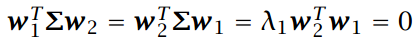 𝒘₁ᵀ𝚺𝒘₂ = 𝒘₂ᵀ𝚺𝒘₁ = λ₁𝒘₂ᵀ𝒘₁ = 0